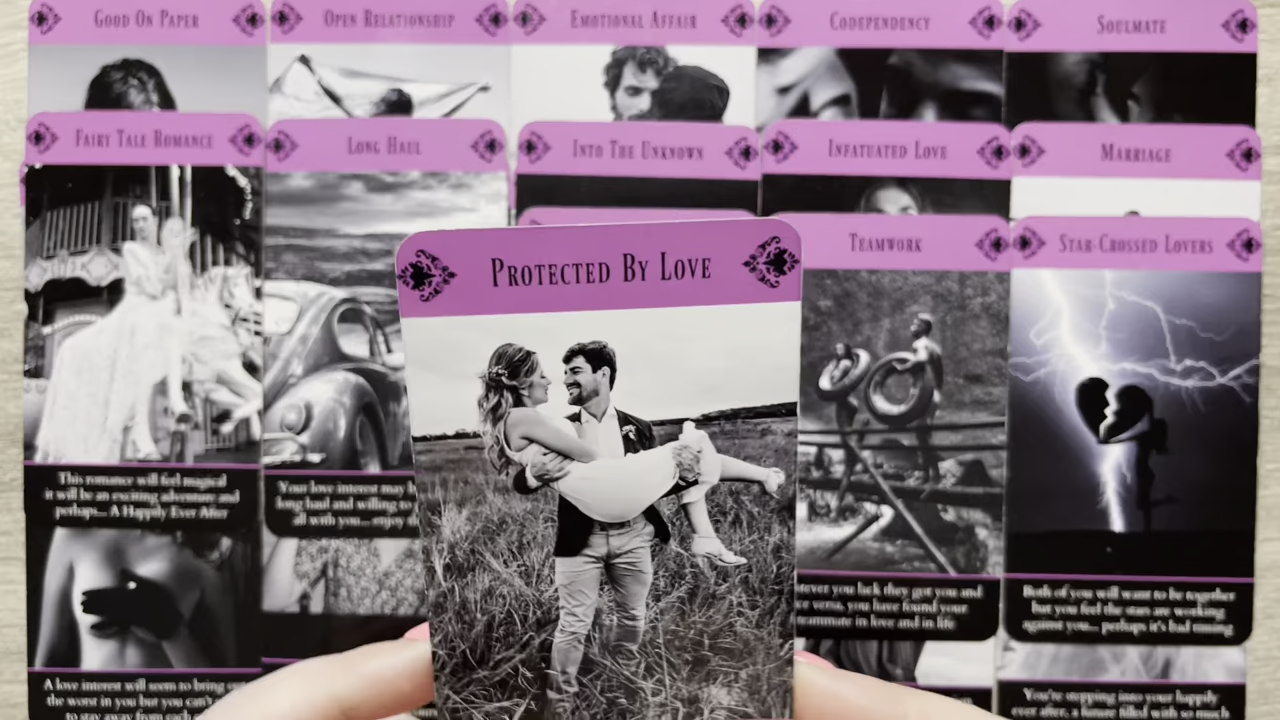 GOOD ON PAPER
OPEN RELATIONSHIP
EMOTIONAL AFFAIR
CODEPENDENCY
SOULMATE
FAIRY TALE ROMANCE
LONG HAUL
INTO THE UNKNOWN
INFATUATED LOVE
MARRIAGE
PROTECTED BY LOVE
TEAMWORK
STAR-CROSSED LOVERS
This romance will feel magical
it will be an exciting adventure and
perhaps... A Happily Ever After
Your love interest may
long haul and willing to
all with you... enjoy
you lack they got you and
versa, you have found your
teammate in love and in life
Both of you will want to be together
but you feel the stars are working
against you... perhaps it's bad timing
A love interest will seem to bring
the worst in you but you can't
to stay away from each
You're stepping into your happily
ever after, a future filled with so much